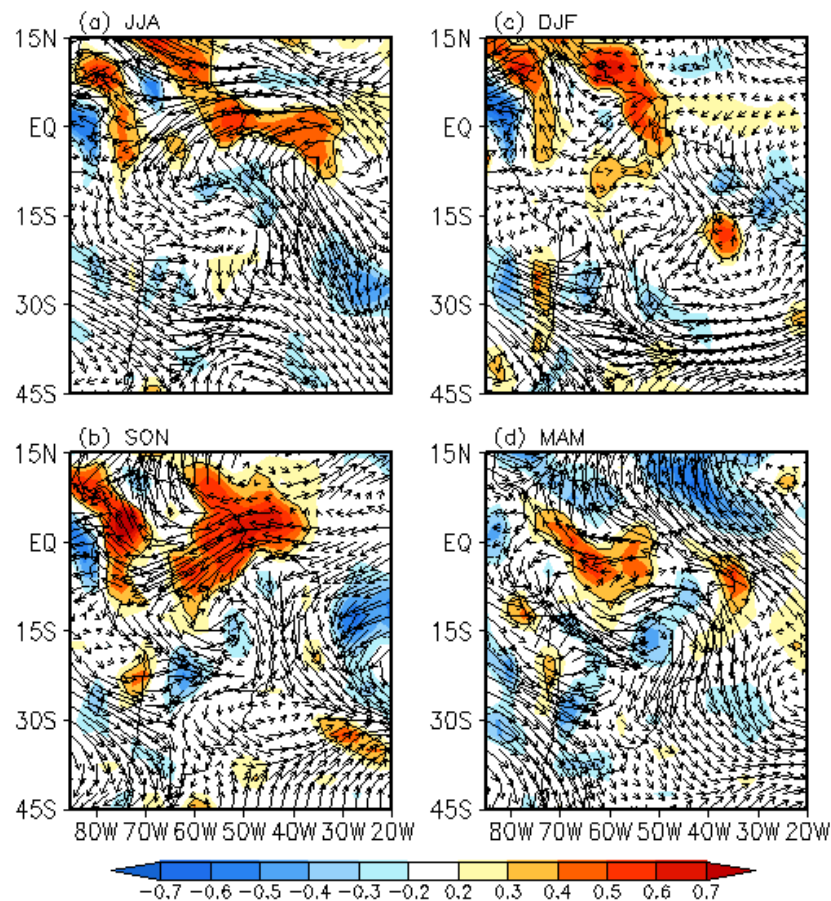 (a) JJA
(c) DJF
15N
EQ
15S
30S
45S
15N
EQ
15S
30S
45S
(b) SON
(d) MAM
15N
EQ
15S
30S
45S
15N
EQ
15S
30S
45S
80W 70W 60W 50W 40W 30W 20W
80W 70W 60W 50W 40W 30W 20W
-0.7 -0.6 -0.5 -0.4 -0.3 -0.2 0.2 0.3 0.4 0.5 0.6 0.7